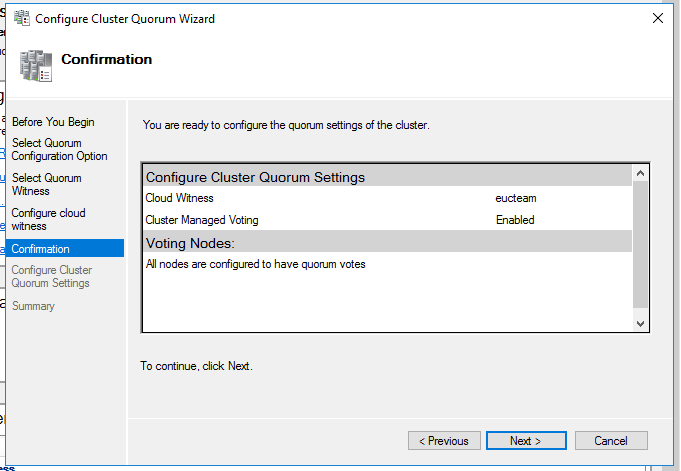 Configure Cluster Quorum Wizard
Confirmation
Before You Begin
Select Quorum
Configuration Option
Select Quorum
Witness
Configure cloud
witness
Confirmation
Configure Cluster
Quorum Settings
Summary
You are ready to configure the quorum settings of the cluster.
Configure Cluster Quorum Settings
Cloud Witness eucteam
Cluster Managed Voting Enabled
Voting Nodes:
All nodes are configured to have quorum votes
To continue, click Next.
< Previous Next > Cancel